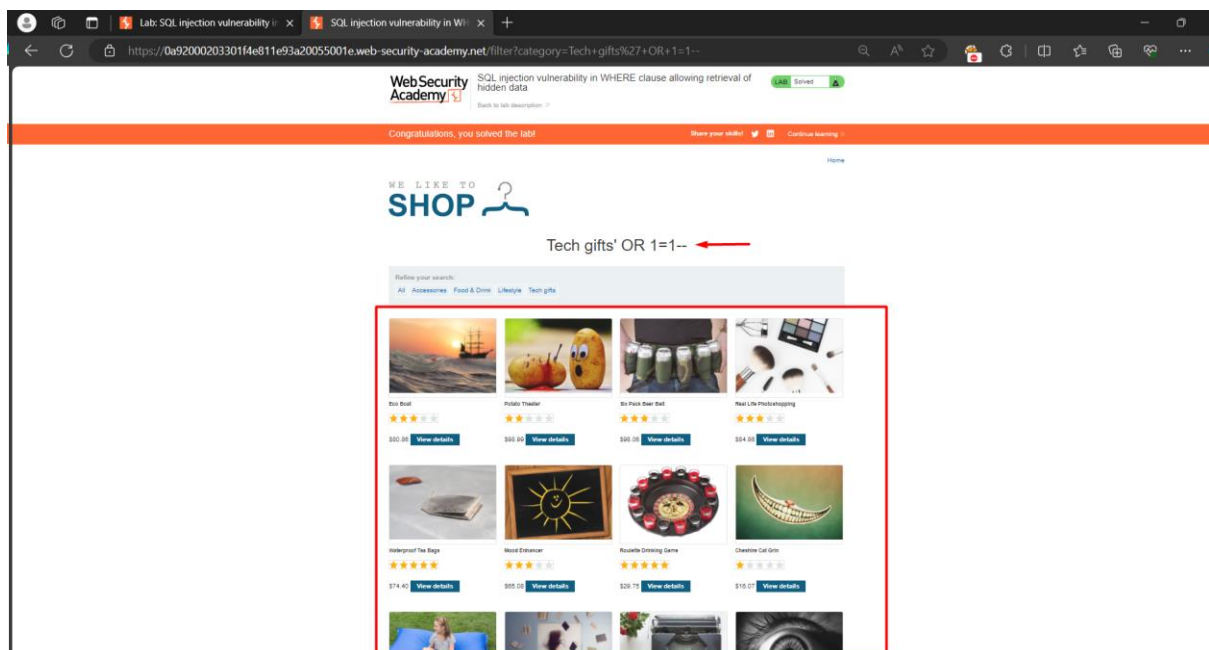 Lab: SQL injection vulnerability in
SQL injection vulnerability in WH
https://0a92000203301f4e811e93a20055001e.web-security-academy.net/filter?category=Tech+gifts%27+OR+1=1--
WebSecurity
Academy
SQL injection vulnerability in WHERE clause allowing retrieval of
hidden data
LAB Solved
Back to lab description
Congratulations, you solved the lab!
Share your skills!
Continue learning
Home
WE LIKE TO
SHOP
Tech gifts' OR 1=1--
Refine your search:
All Accessories Food & Drink Lifestyle Tech gifts
Eco Boat
Potato Theater
Six Pack Beer Belt
Real Life Photoshopping
View details
View details
View details
View details
Waterproof Tea Bags
Mood Enhancer
Roulette Drinking Game
Cheshire Cat Grin
$74.40 View details
View details
$29.75 View details
$16.07 View details